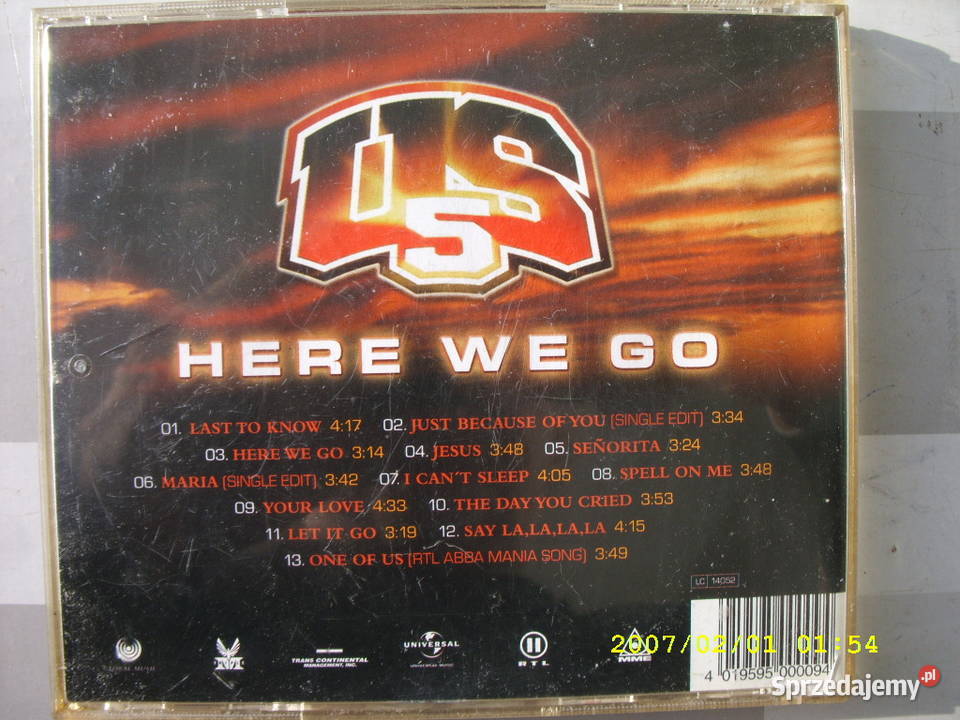 US5
HERE WE GO
01. LAST TO KNOW 4:17 02. JUST BECAUSE OF YOU (SINGLE EDIT) 3:34
03. HERE WE GO 3:14 04. JESUS 3:48 05. SEÑORITA 3:24
06. MARIA (SINGLE EDIT) 3:42 07. I CAN´T SLEEP 4:05 08. SPELL ON ME 3:48
09. YOUR LOVE 4:33 10. THE DAY YOU CRIED 3:53
11. LET IT GO 3:19 12. SAY LA,LA,LA,LA 4:15
13. ONE OF US (RTL ABBA MANIA SONG) 3:49
LC 14052
TRANS CONTINENTAL
MANAGEMENT, INC.
UNIVERSAL
UNIVERSAL MUSIC
II
RTL
MME
2007/02/01 01:54
4 019595 000094
Sprzedajemy.pl